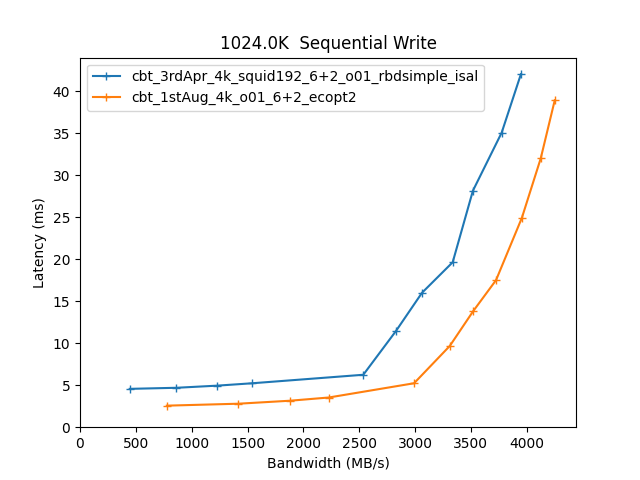 1024.0K  Sequential Write
cbt_3rdApr_4k_squid192_6+2_o01_rbdsimple_isal
cbt_1stAug_4k_o01_6+2_ecopt2
Latency (ms)
40
35
30
25
20
15
10
5
0
0 500 1000 1500 2000 2500 3000 3500 4000
Bandwidth (MB/s)